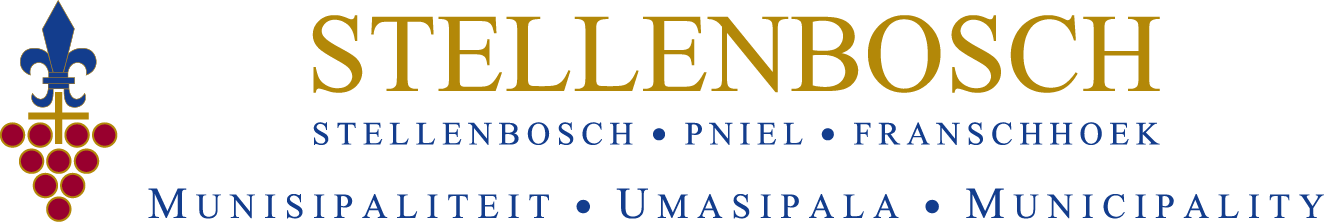 STELLENBOSCH
STELLENBOSCH • PNIEL • FRANSCHHOEK
MUNISIPALITEIT • UMASIPALA • MUNICIPALITY